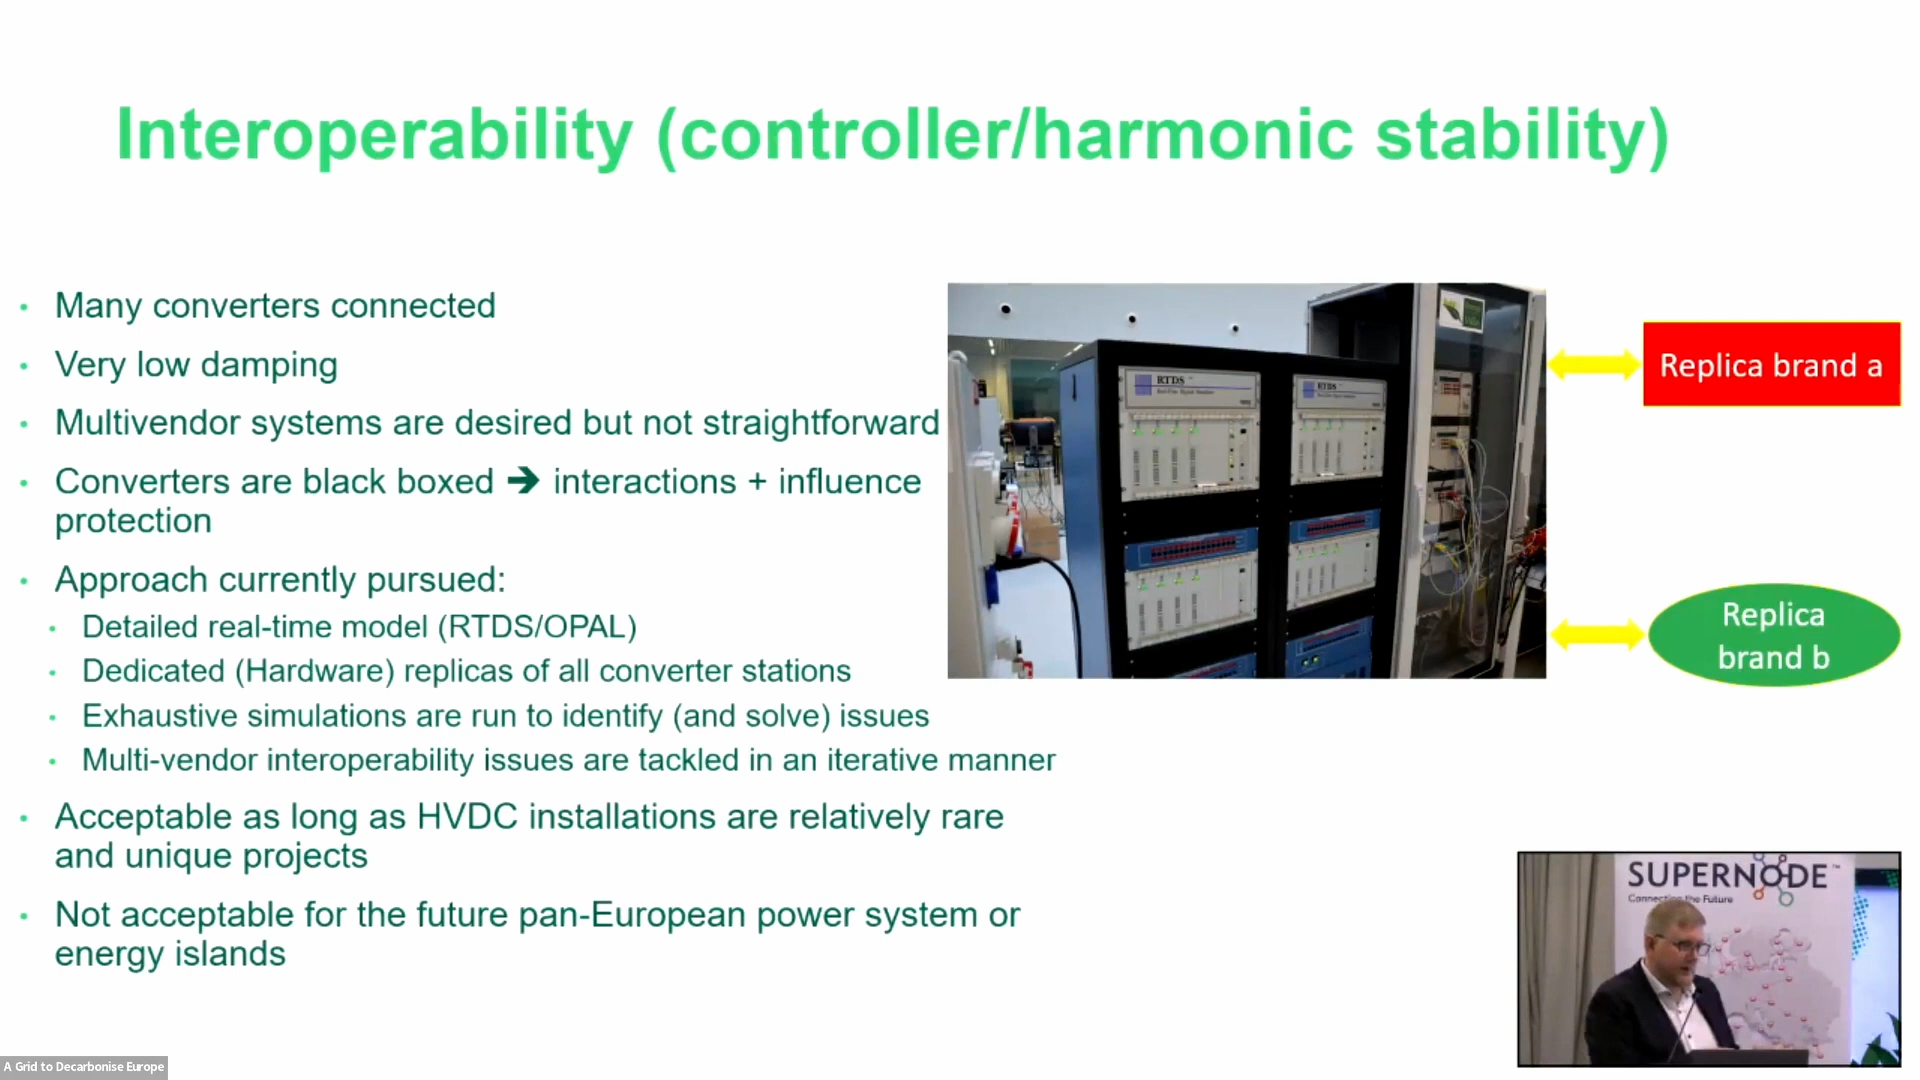 Interoperability (controller/harmonic stability)
• Many converters connected
• Very low damping
• Multivendor systems are desired but not straightforward
• Converters are black boxed ➔ interactions + influence
protection
• Approach currently pursued:
• Detailed real-time model (RTDS/OPAL)
• Dedicated (Hardware) replicas of all converter stations
• Exhaustive simulations are run to identify (and solve) issues
• Multi-vendor interoperability issues are tackled in an iterative manner
• Acceptable as long as HVDC installations are relatively rare
and unique projects
• Not acceptable for the future pan-European power system or
energy islands
RTDS
RTDS
Replica brand a
Replica
brand b
SUPERNODE™
Connecting the Future
A Grid to Decarbonise Europe